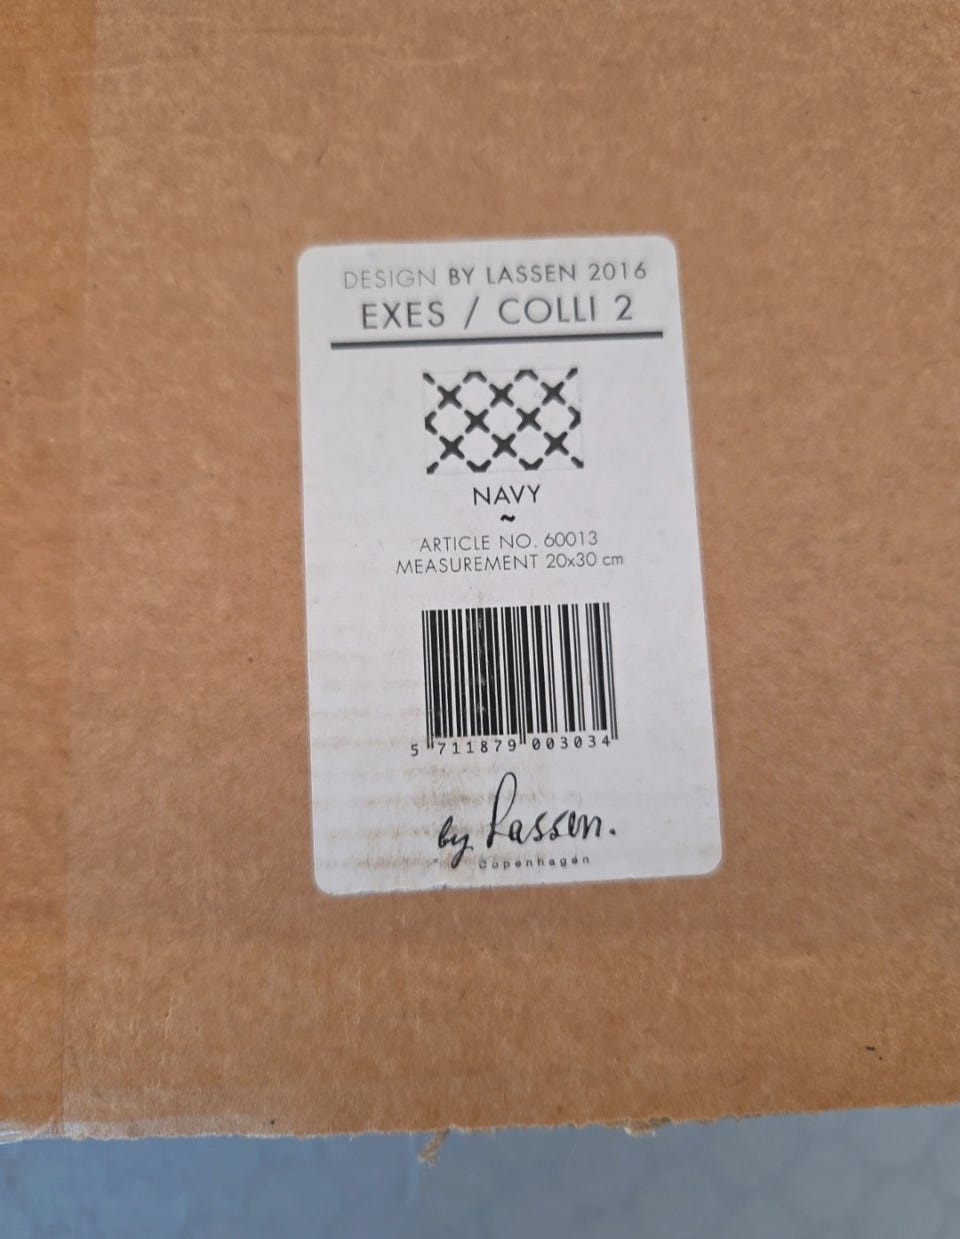 DESIGN BY LASSEN 2016
EXES / COLLI 2
NAVY
~
ARTICLE NO. 60013
MEASUREMENT 20x30 cm
5 711879 003034
by Lassen.
Copenhagen